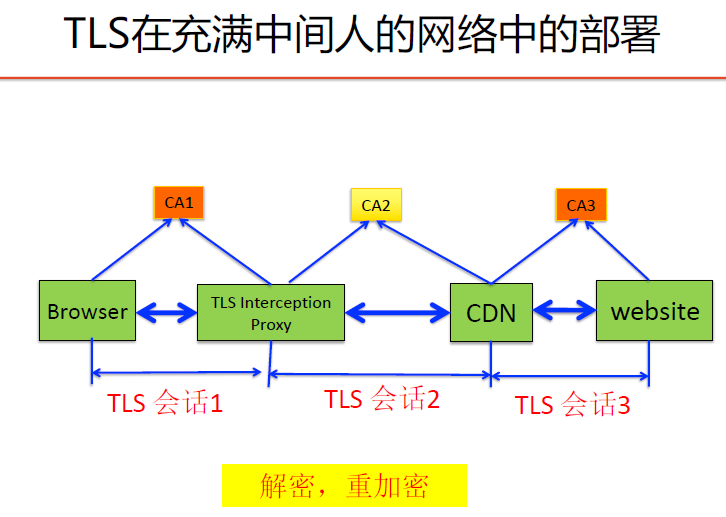 TLS在充满中间人的网络中的部署
CA1
CA2
CA3
Browser
TLS Interception
Proxy
CDN
website
TLS 会话1
TLS 会话2
TLS 会话3
解密，重加密